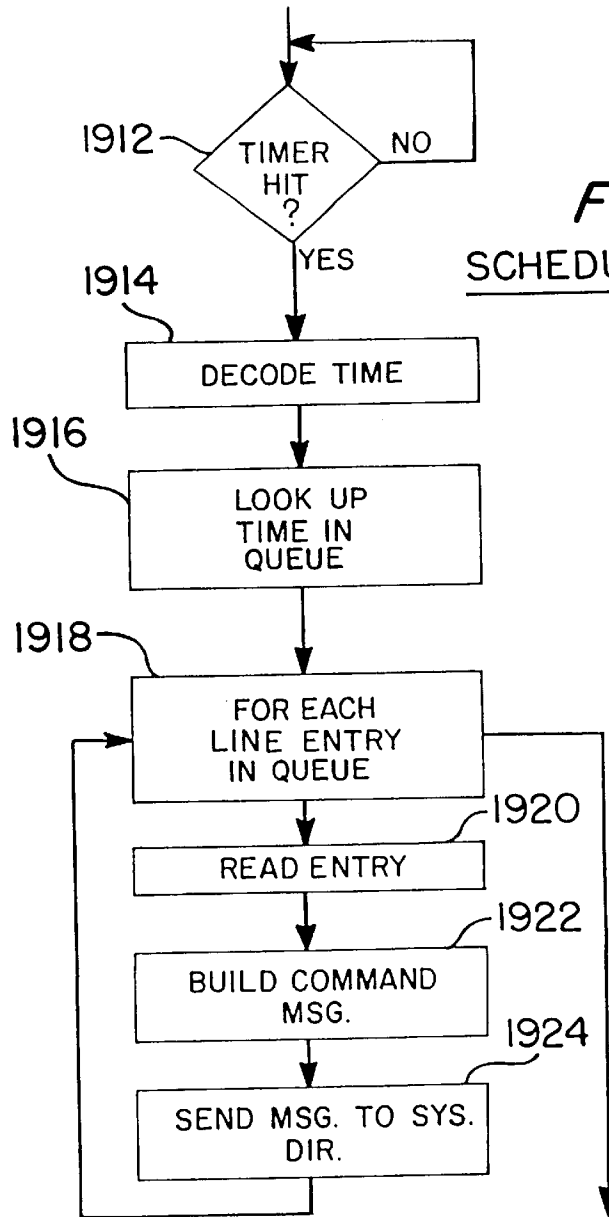 1912
TIMER
HIT
?
NO
YES
F
SCHEDU
1914
DECODE TIME
1916
LOOK UP
TIME IN
QUEUE
1918
FOR EACH
LINE ENTRY
IN QUEUE
1920
READ ENTRY
1922
BUILD COMMAND
MSG.
1924
SEND MSG. TO SYS.
DIR.